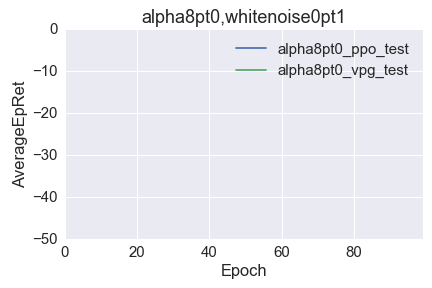 alpha8pt0,whitenoise0pt1
alpha8pt0_ppo_test
alpha8pt0_vpg_test
AverageEpRet
0
−10
−20
−30
−40
−50
0 20 40 60 80
Epoch